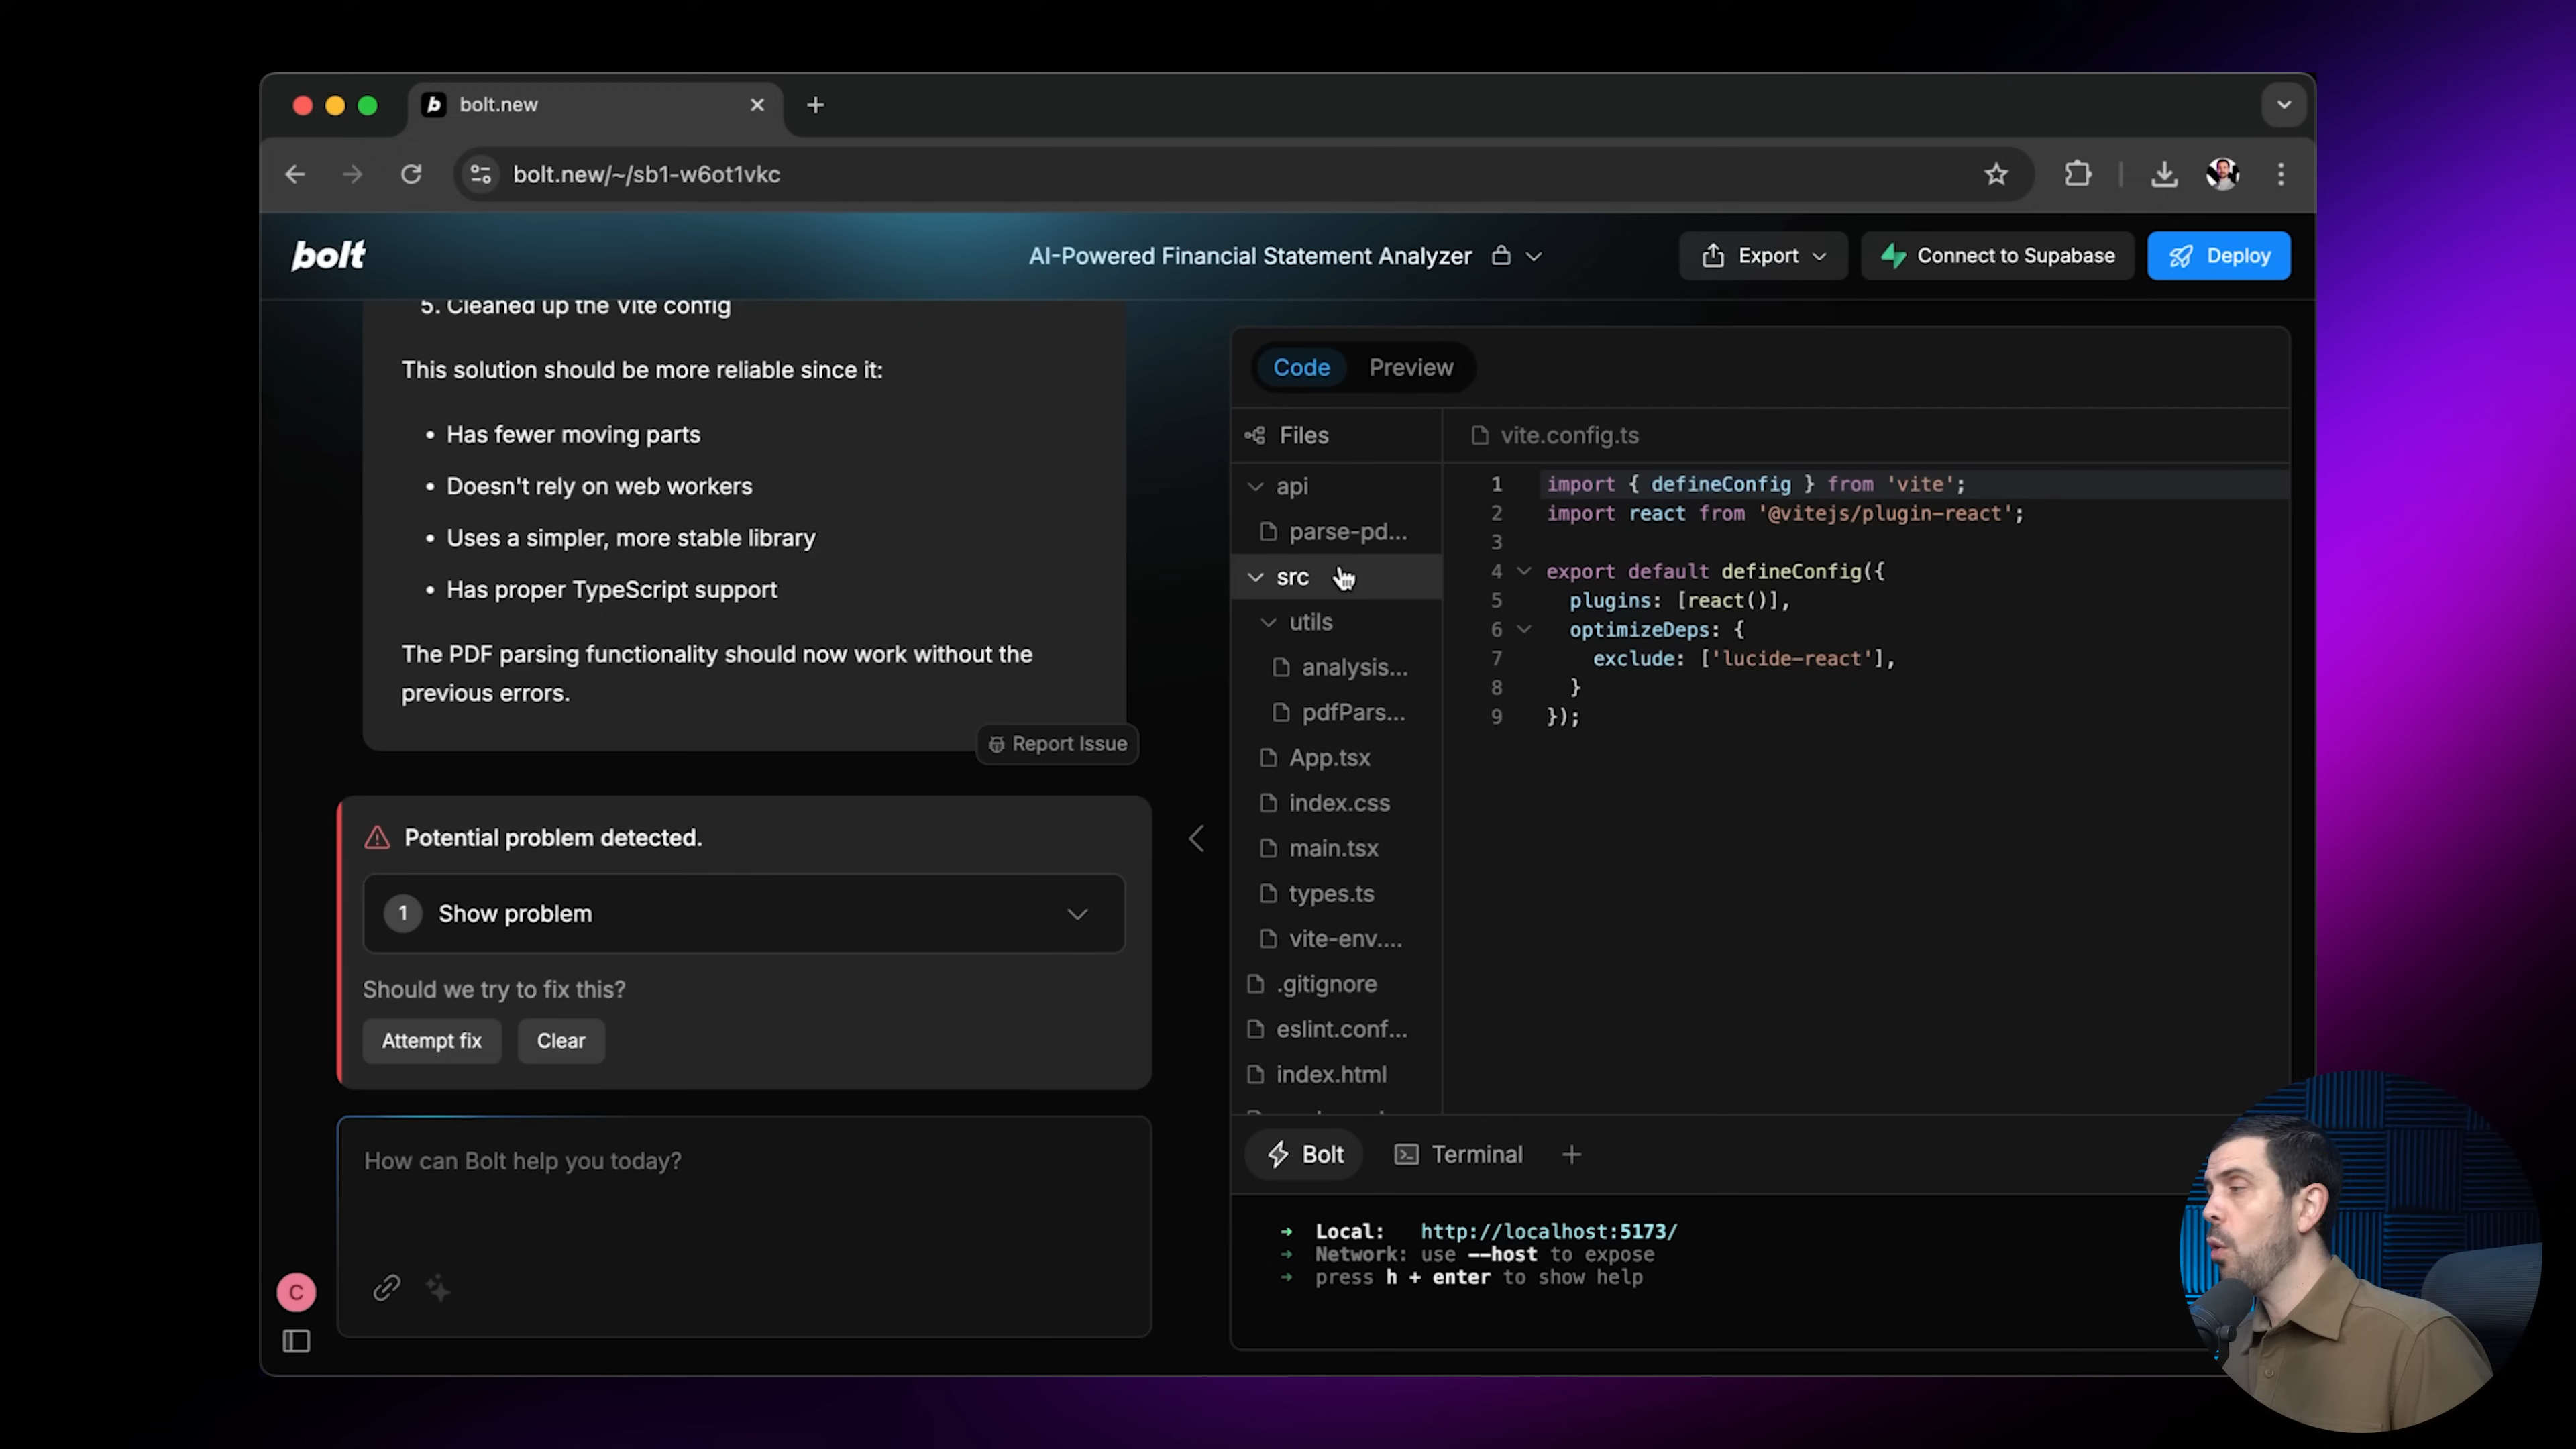 bolt.new
bolt.new/~/sb1-w6ot1vkc
bolt
AI-Powered Financial Statement Analyzer
Export
Connect to Supabase
Deploy
5. Cleaned up the Vite config
This solution should be more reliable since it:
• Has fewer moving parts
• Doesn't rely on web workers
• Uses a simpler, more stable library
• Has proper TypeScript support
The PDF parsing functionality should now work without the
previous errors.
Report Issue
Potential problem detected.
1 Show problem
Should we try to fix this?
Attempt fix
Clear
How can Bolt help you today?
C
Code
Preview
Files
api
parse-pd...
src
utils
analysis...
pdfPars...
App.tsx
index.css
main.tsx
types.ts
vite-env....
.gitignore
eslint.conf...
index.html
vite.config.ts
1 import { defineConfig } from 'vite';
2 import react from '@vitejs/plugin-react';
3
4 export default defineConfig({
5 plugins: [react()],
6 optimizeDeps: {
7 exclude: ['lucide-react'],
8 }
9 });
Bolt
Terminal
➜ Local: http://localhost:5173/
➜ Network: use --host to expose
➜ press h + enter to show help